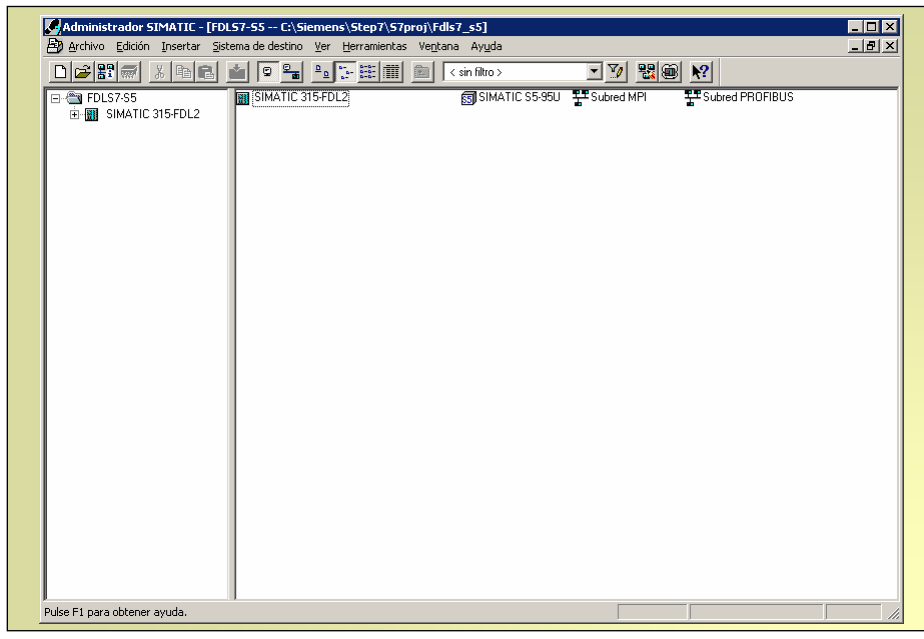 Administrador SIMATIC - [FDLS7-S5 -- C:\Siemens\Step7\S7proj\Fdls7_s5]
Archivo Edición Insertar Sistema de destino Ver Herramientas Ventana Ayuda
< sin filtro >
FDLS7-S5
SIMATIC 315-FDL2
SIMATIC 315-FDL2 SIMATIC S5-95U Subred MPI Subred PROFIBUS
Pulse F1 para obtener ayuda.